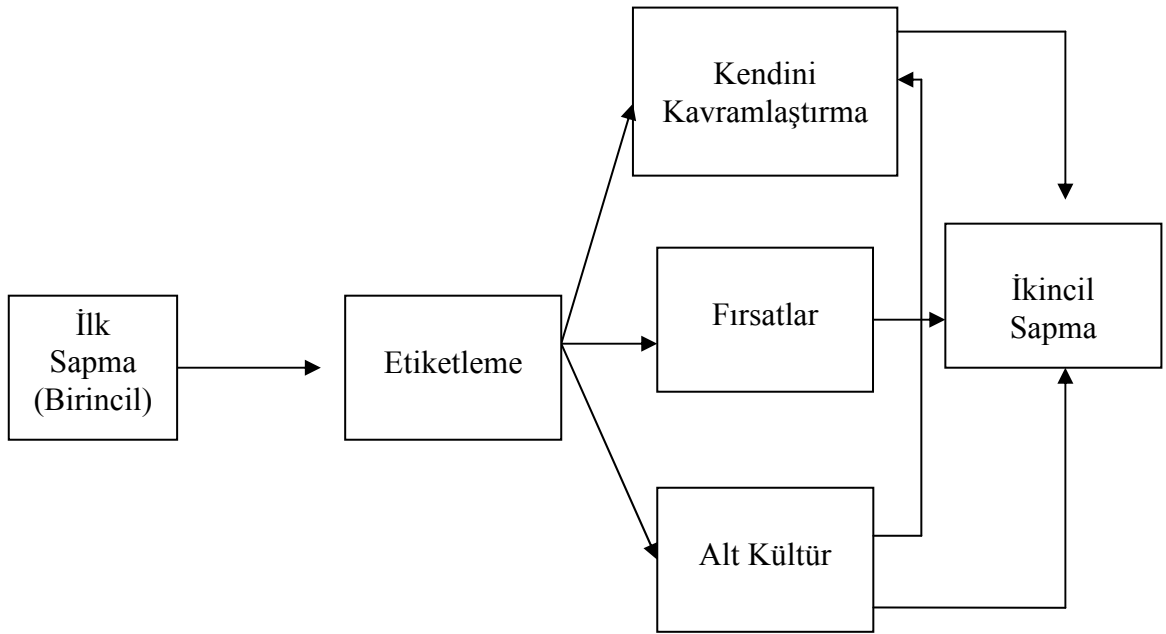 İlk
Sapma
(Birincil)
Etiketleme
Kendini
Kavramlaştırma
Fırsatlar
Alt Kültür
İkincil
Sapma